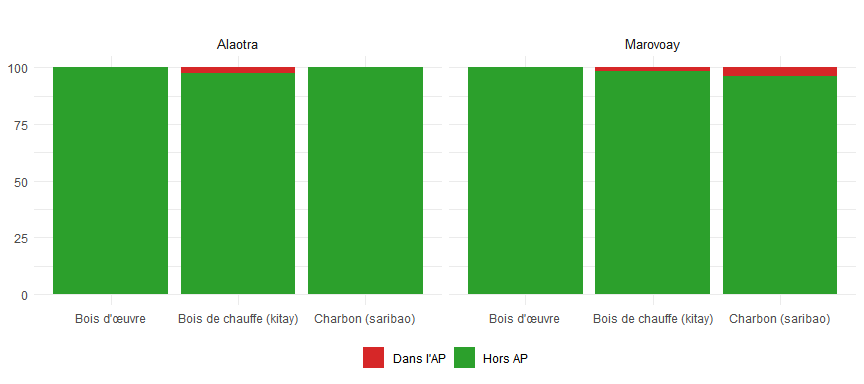 Alaotra Marovoay
100
75
50
25
0
Bois d'œuvre Bois de chauffe (kitay) Charbon (saribao) Bois d'œuvre Bois de chauffe (kitay) Charbon (saribao)
Dans l'AP Hors AP